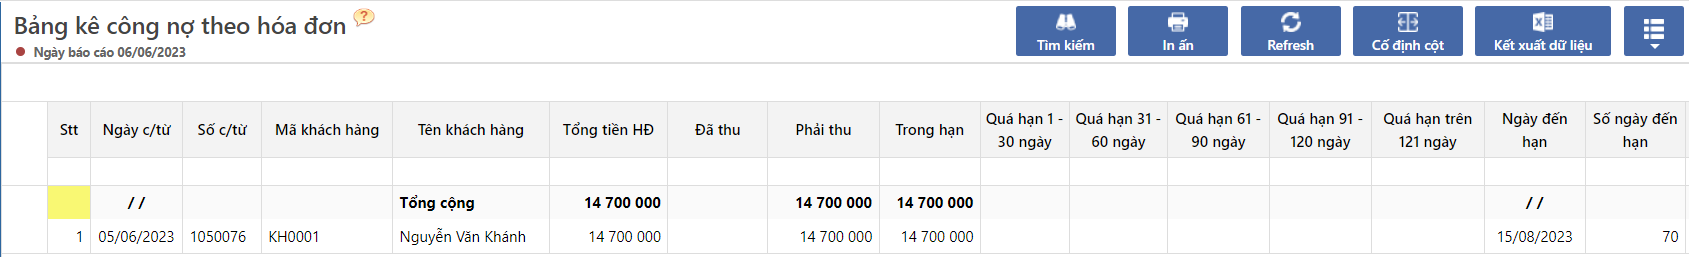 Bảng kê công nợ theo hóa đơn ?
Ngày báo cáo 06/06/2023
Tìm kiếm In ấn Refresh Cố định cột Kết xuất dữ liệu
Stt Ngày c/từ Số c/từ Mã khách hàng Tên khách hàng Tổng tiền HĐ Đã thu Phải thu Trong hạn Quá hạn 1 - 30 ngày Quá hạn 31 - 60 ngày Quá hạn 61 - 90 ngày Quá hạn 91 - 120 ngày Quá hạn trên 121 ngày Ngày đến hạn Số ngày đến hạn
/ / Tổng cộng 14 700 000 14 700 000 14 700 000 / /
1 05/06/2023 1050076 KH0001 Nguyễn Văn Khánh 14 700 000 14 700 000 14 700 000 15/08/2023 70